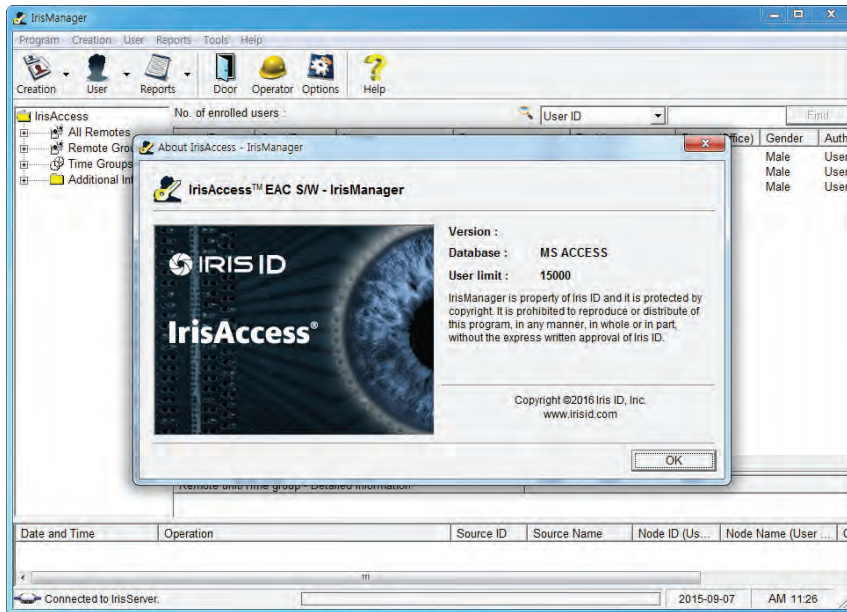 IrisManager
Program Creation User Reports Tools Help
Creation User Reports Door Operator Options Help
IrisAccess
All Remotes
Remote Grou
Time Groups
Additional Inf
No. of enrolled users :
User ID
Find
ffice) Gender Auth
Male User
Male User
Male User
About IrisAccess - IrisManager
IrisAccess™ EAC S/W - IrisManager
IRIS ID
IrisAccess®
Version :
Database : MS ACCESS
User limit : 15000
IrisManager is property of Iris ID and it is protected by
copyright. It is prohibited to reproduce or distribute of
this program, in any manner, in whole or in part,
without the express written approval of Iris ID.
Copyright ©2016 Iris ID, Inc.
www.irisid.com
OK
Remote unit/Time group - Detailed information
Date and Time Operation Source ID Source Name Node ID (Us... Node Name (User ...
Connected to IrisServer.
2015-09-07 AM 11:26